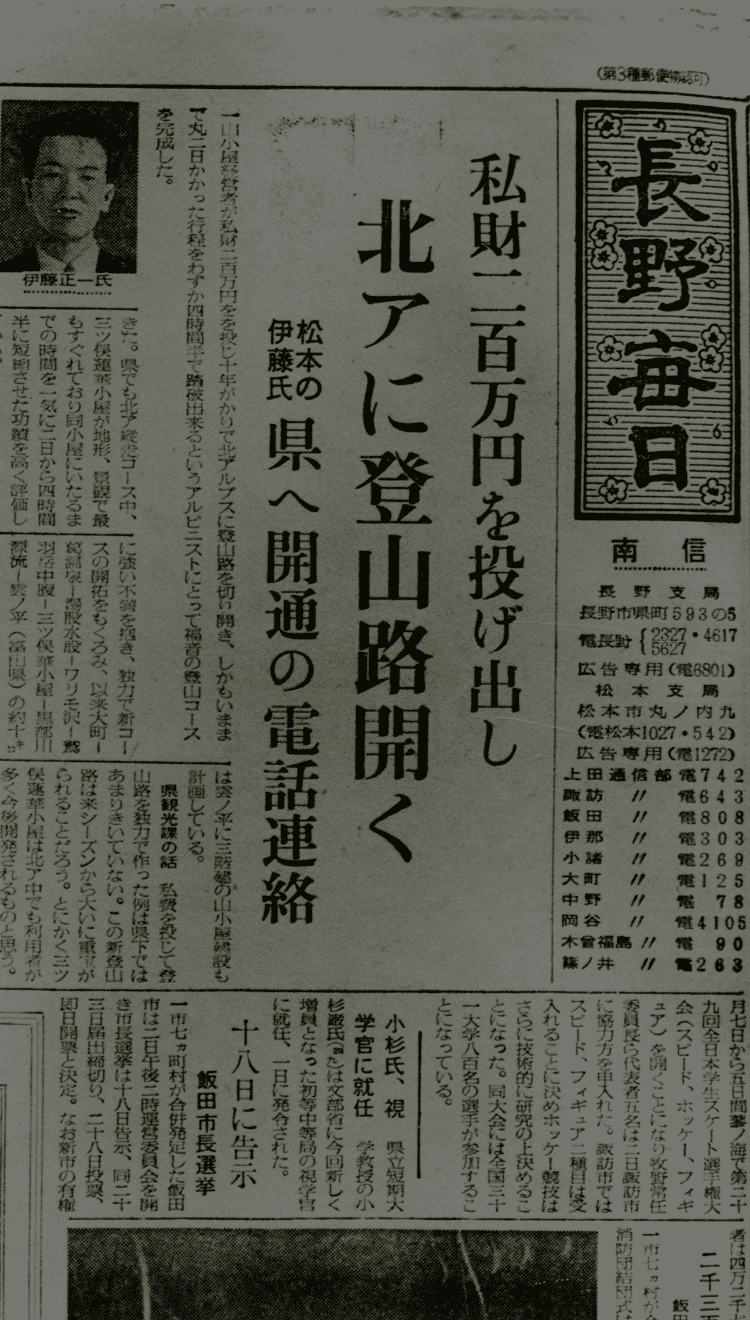 (第3種郵便物認可)
長野毎日
南信
長野支局
長野市県町593の5
電長野{2327・4617
5627
広告専用(電6801)
松本支局
松本市丸ノ内九
(電松本1027・542)
広告専用(電1272)
上田通信部 電742
諏訪 〃 電643
飯田 〃 電808
伊那 〃 電303
小諸 〃 電269
大町 〃 電125
中野 〃 電78
岡谷 〃 電4105
木曾福島〃 電90
篠ノ井 〃 電263
私財二百万円を投げ出し
北アに登山路開く
松本の
伊藤氏
県へ開通の電話連絡
一山小屋経営者が私財二百万円をを投じ十年がかりで北アルプスに登山路を切り開き、しかもいまま
で丸二日かかった行程をわずか四時間半で踏破出来るというアルピニストにとって福音の登山コース
を完成した。
伊藤正一氏
きた。県でも北ア縦走コース中、
三ツ俣蓮華小屋が地形、景観で最
もすぐれており同小屋にいたるま
での時間を一気に二日から四時間
半に短縮させた功績を高く評価し
に強い不満を抱き、独力で新コー
スの開拓をもくろみ、以来大町ー
葛温泉ー湯股水股ーワリモ沢ー鷲
羽岳中腹ー三ツ俣華小屋ー黒部川
源流ー雲ノ平(富山県)の約十㌔
は雲ノ平に三階建の山小屋建設も
計画している。
県観光課の話 私費を投じて登
山路を独力で作った例は県下では
あまりきいていない。この新登山
路は来シーズンから大いに重宝が
られることだろう。とにかく三ツ
俣蓮華小屋は北ア中でも利用者が
多く今後開発されるものと思う。
月七日から五日間蓼ノ海で第二十
九回全日本学生スケート選手権大
会(スピード、ホッケー、フィギ
ュア)を開くことになり牧野常任
委員長ら代表者五名は二日諏訪市
に協力方を申入れた。諏訪市では
スピード、フィギュア二種目は受
入れることに決めホッケー競技は
さらに技術的に研究の上決めるこ
とになった。同大会には全国三十
一大学八百名の選手が参加するこ
とになっている。
小杉氏、視
学官に就任
県立短期大
学教授の小
杉巌氏は文部省に今回新しく
増員となった初等中等局の視学官
に就任、一日に発令された。
十八日に告示
飯田市長選挙
一市七ヵ町村が合併発足した飯田
市は二日午後二時運営委員会を開
き市長選挙は十八日告示、同二十
三日届出締切り、二十八日投票、
即日開票と決定。なお新市の有権
者は四万二千七
二千三百
飯田
一市七ヵ村が合
消防団結団式は